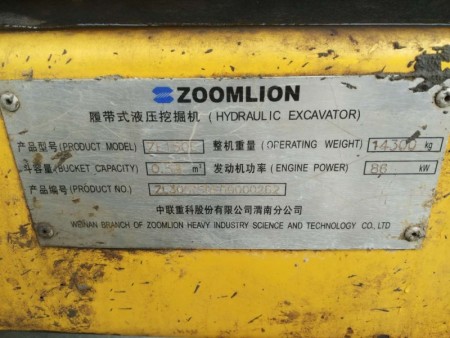 ZOOMLION
履带式液压挖掘机 (HYDRAULIC EXCAVATOR)
产品型号(PRODUCT MODEL) 整机重量(OPERATING WEIGHT) 14300 kg
斗容量(BUCKET CAPACITY) m³ 发动机功率(ENGINE POWER) 86 kW
产品编号(PRODUCT NO.)
中联重科股份有限公司渭南分公司
WEINAN BRANCH OF ZOOMLION HEAVY INDUSTRY SCIENCE AND TECHNOLOGY CO.,LTD